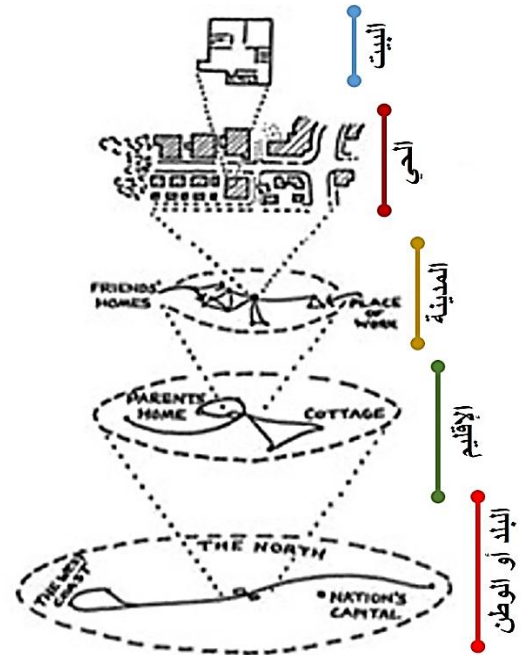 البيت
الحي
FRIENDS'
HOMES
PLACE
OF
WORK
المدينة
PARENTS'
HOME
COTTAGE
الإقليم
THE NORTH
THE WEST
COAST
NATION'S
CAPITAL
البلد أو الوطن